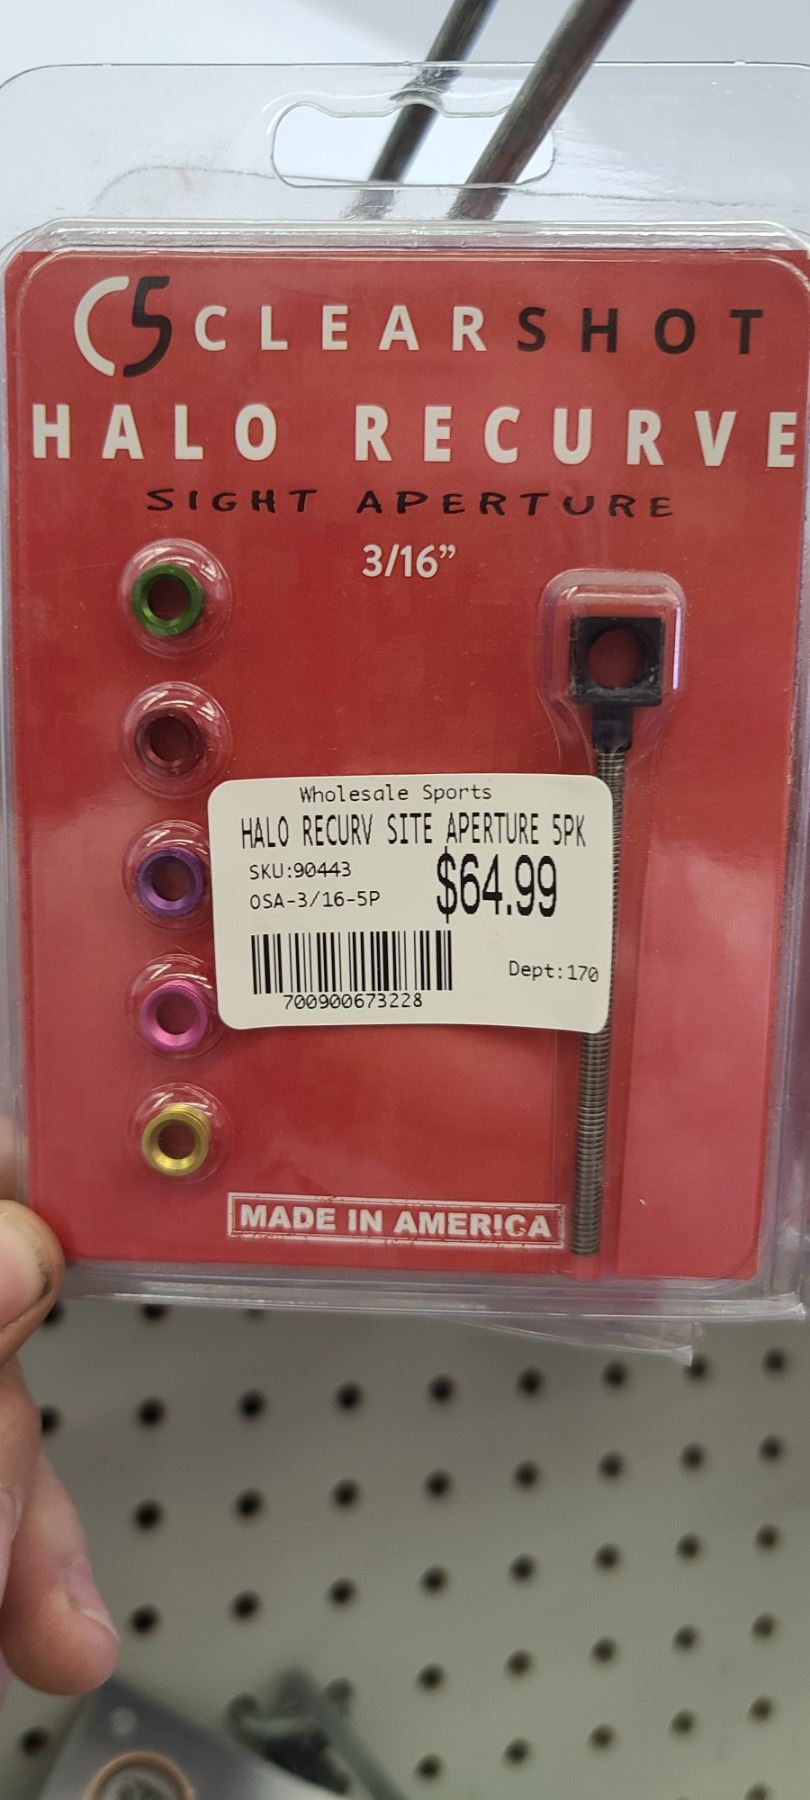 CS CLEARSHOT
HALO RECURVE
SIGHT APERTURE
3/16”
Wholesale Sports
HALO RECURV SITE APERTURE 5PK
SKU:90443
$64.99
OSA-3/16-5P
Dept:170
700900673228
MADE IN AMERICA